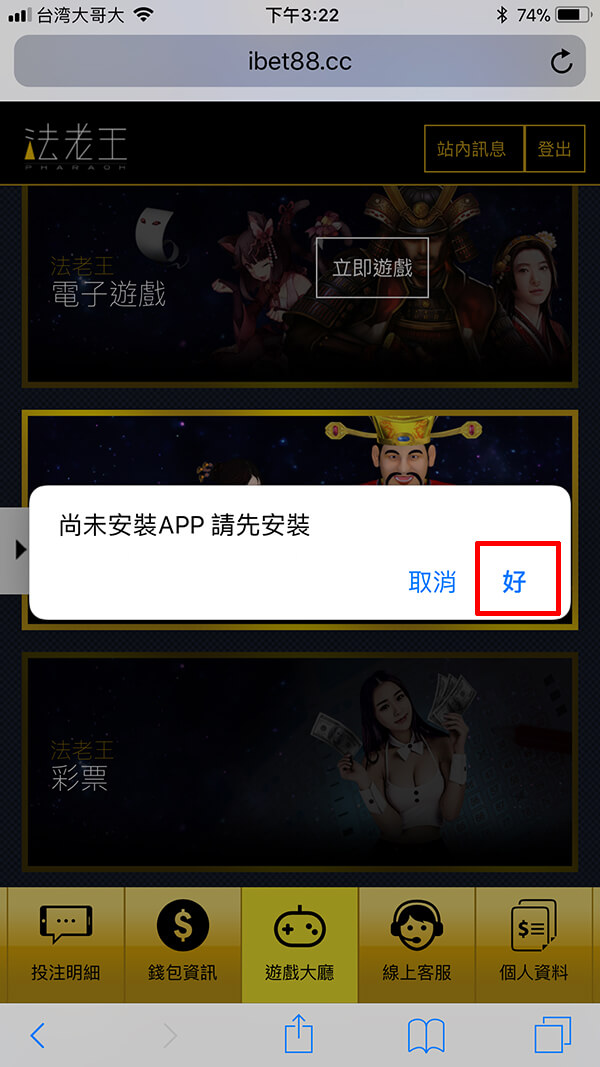 台湾大哥大
下午3:22
74%
ibet88.cc
法老王
PHARAOH
站內訊息
登出
法老王
電子遊戲
立即遊戲
尚未安裝APP 請先安裝
取消
好
法老王
彩票
投注明細
錢包資訊
遊戲大廳
線上客服
個人資料